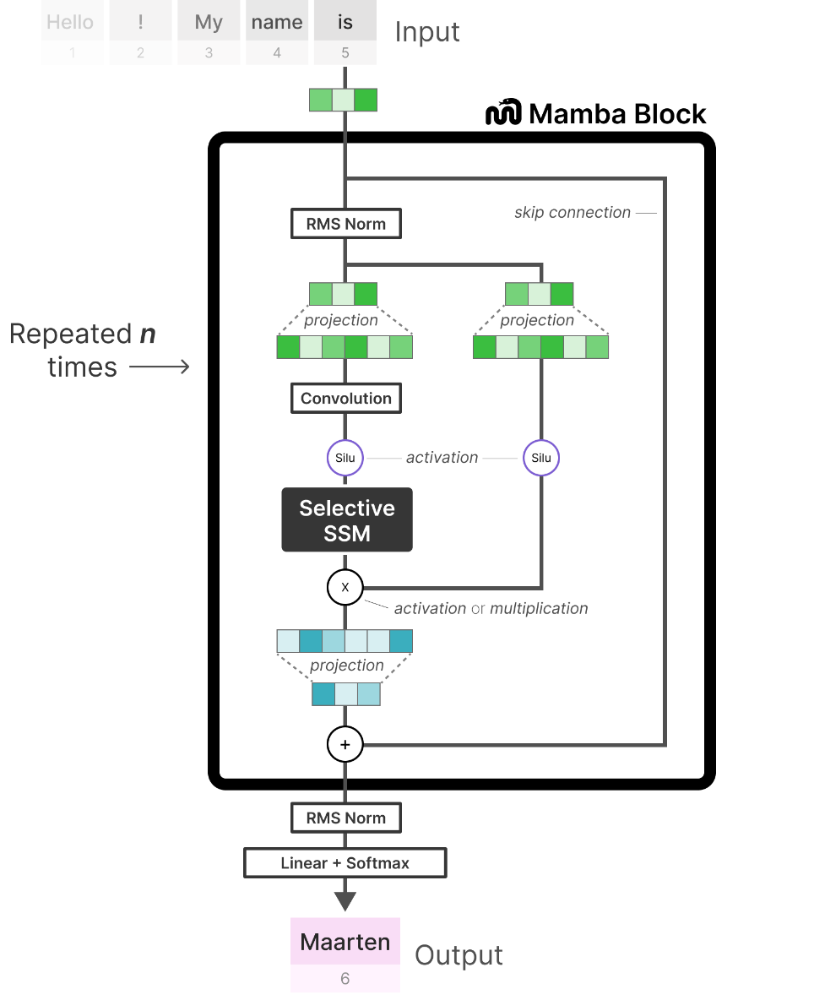 Hello ! My name is
1 2 3 4 5
Input
Mamba Block
skip connection
RMS Norm
projection projection
Repeated n
times
Convolution
Silu activation Silu
Selective
SSM
X
activation or multiplication
projection
+
RMS Norm
Linear + Softmax
Maarten
6
Output